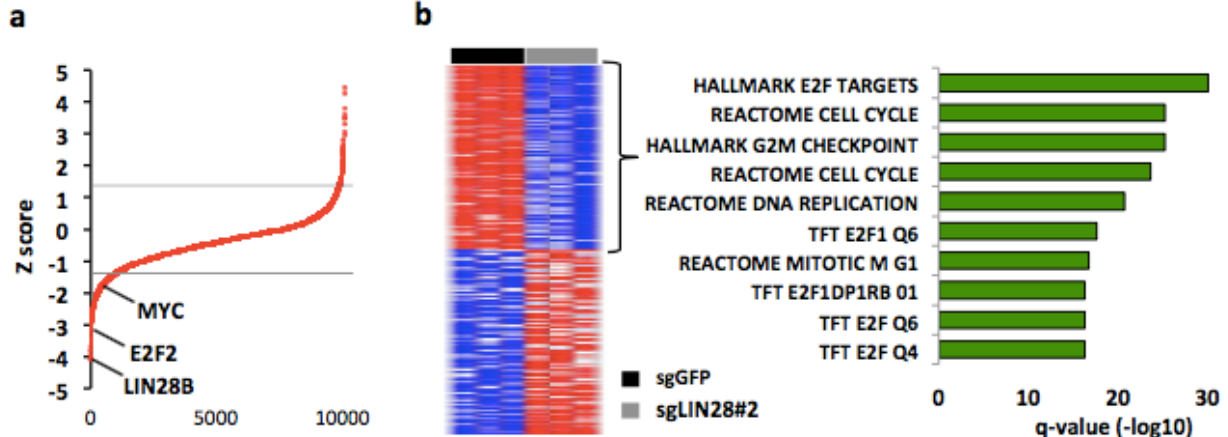 a
b
5
4
3
2
1
0
-1
-2
-3
-4
-5
Z score
MYC
E2F2
LIN28B
0
5000
10000
sgGFP
sgLIN28#2
HALLMARK E2F TARGETS
REACTOME CELL CYCLE
HALLMARK G2M CHECKPOINT
REACTOME CELL CYCLE
REACTOME DNA REPLICATION
TFT E2F1 Q6
REACTOME MITOTIC M G1
TFT E2F1DP1RB 01
TFT E2F Q6
TFT E2F Q4
0
10
20
30
q-value (-log10)